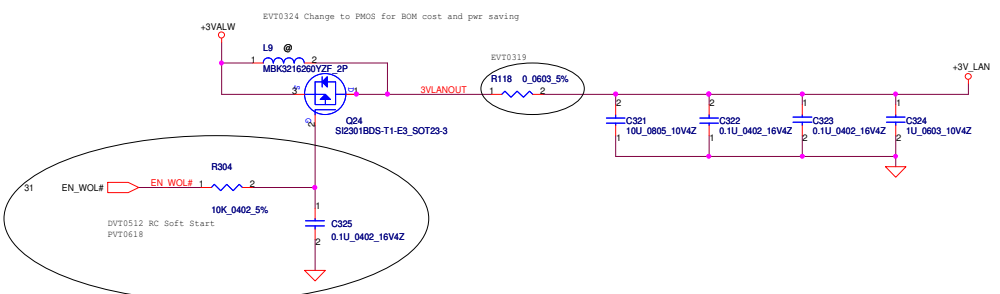 EVT0324 Change to PMOS for BOM cost and pwr saving
+3VALW
L9 @
1 2
MBK3216260YZF_2P
EVT0319
R118 0_0603_5%
+3V_LAN
3 S D 1
3VLANOUT
1 2
G
2
Q24
SI2301BDS-T1-E3_SOT23-3
2
C321
10U_0805_10V4Z
1
2
C322
0.1U_0402_16V4Z
1
1
C323
0.1U_0402_16V4Z
2
1
C324
1U_0603_10V4Z
2
R304
31
EN_WOL#
EN_WOL# 1 2
10K_0402_5%
DVT0512 RC Soft Start
PVT0618
1
C325
0.1U_0402_16V4Z
2